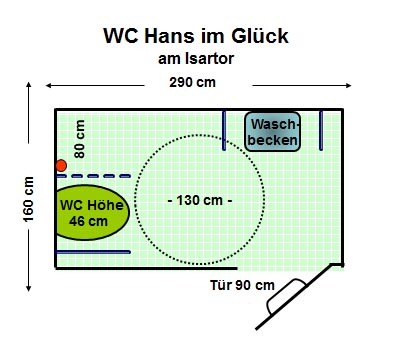 WC Hans im Glück
am Isartor
290 cm
160 cm
80 cm
Wasch-
becken
WC Höhe
46 cm
- 130 cm -
Tür 90 cm